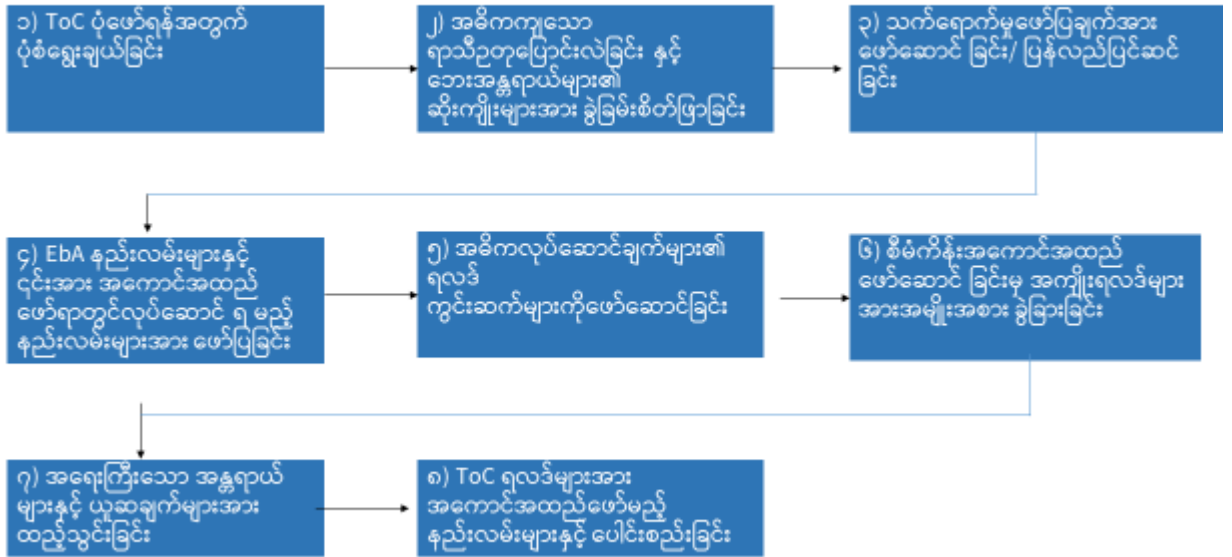 ၁) ToC ပုံဖော်ရန်အတွက်
ပုံစံရွေးချယ်ခြင်း
၂) အဓိကကျသော
ရာသီဥတုပြောင်းလဲခြင်း နှင့်
ဘေးအန္တရာယ်များ၏
ဆိုးကျိုးများအား ခွဲခြမ်းစိတ်ဖြာခြင်း
၃) သက်ရောက်မှုဖော်ပြချက်အား
ဖော်ဆောင် ခြင်း/ ပြန်လည်ပြင်ဆင်
ခြင်း
၄) EbA နည်းလမ်းများနှင့်
၎င်းအား အကောင်အထည်
ဖော်ရာတွင်လုပ်ဆောင် ရ မည့်
နည်းလမ်းများအား ဖော်ပြခြင်း
၅) အဓိကလုပ်ဆောင်ချက်များ၏
ရလဒ်
ကွင်းဆက်များကိုဖော်ဆောင်ခြင်း
၆) စီမံကိန်းအကောင်အထည်
ဖော်ဆောင် ခြင်းမှ အကျိုးရလဒ်များ
အားအမျိုးအစား ခွဲခြားခြင်း
၇) အရေးကြီးသော အန္တရာယ်
များနှင့် ယူဆချက်များအား
ထည့်သွင်းခြင်း
၈) ToC ရလဒ်များအား
အကောင်အထည်ဖော်မည့်
နည်းလမ်းများနှင့် ပေါင်းစည်းခြင်း